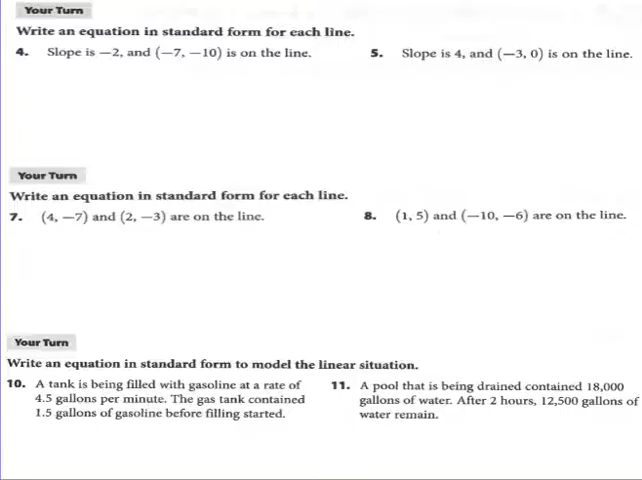 Your Turn
Write an equation in standard form for each line.
4. Slope is −2, and (−7, −10) is on the line.
5. Slope is 4, and (−3, 0) is on the line.
Your Turn
Write an equation in standard form for each line.
7. (4, −7) and (2, −3) are on the line.
8. (1, 5) and (−10, −6) are on the line.
Your Turn
Write an equation in standard form to model the linear situation.
10. A tank is being filled with gasoline at a rate of
4.5 gallons per minute. The gas tank contained
1.5 gallons of gasoline before filling started.
11. A pool that is being drained contained 18,000
gallons of water. After 2 hours, 12,500 gallons of
water remain.